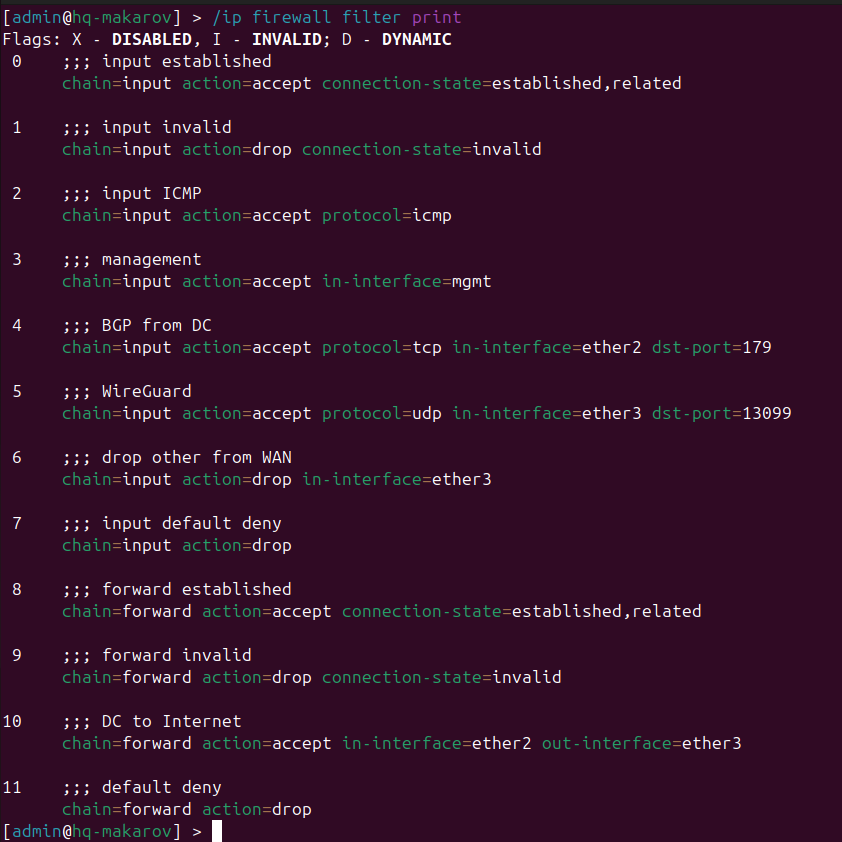 [admin@hq-makarov] > /ip firewall filter print
Flags: X - DISABLED, I - INVALID; D - DYNAMIC
0 ;;; input established
chain=input action=accept connection-state=established,related
1 ;;; input invalid
chain=input action=drop connection-state=invalid
2 ;;; input ICMP
chain=input action=accept protocol=icmp
3 ;;; management
chain=input action=accept in-interface=mgmt
4 ;;; BGP from DC
chain=input action=accept protocol=tcp in-interface=ether2 dst-port=179
5 ;;; WireGuard
chain=input action=accept protocol=udp in-interface=ether3 dst-port=13099
6 ;;; drop other from WAN
chain=input action=drop in-interface=ether3
7 ;;; input default deny
chain=input action=drop
8 ;;; forward established
chain=forward action=accept connection-state=established,related
9 ;;; forward invalid
chain=forward action=drop connection-state=invalid
10 ;;; DC to Internet
chain=forward action=accept in-interface=ether2 out-interface=ether3
11 ;;; default deny
chain=forward action=drop
[admin@hq-makarov] >